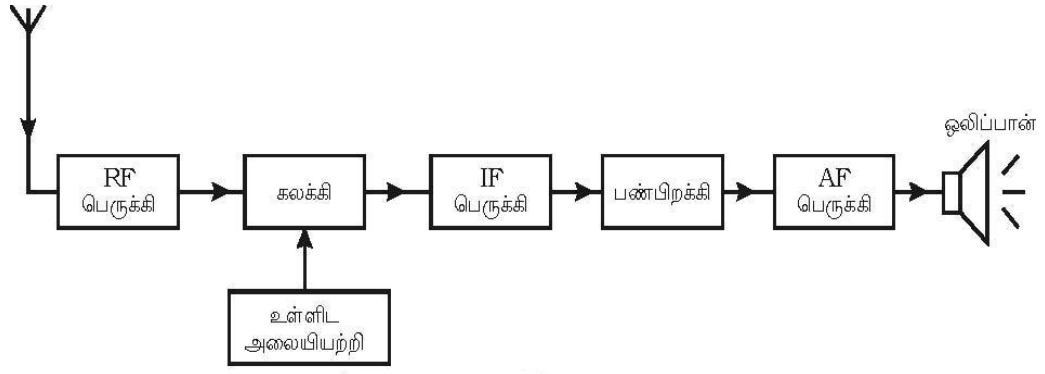 ஒலிப்பான்
RF
பெருக்கி
கலக்கி
IF
பெருக்கி
பண்பிறக்கி
AF
பெருக்கி
உள்ளிட
அலையியற்றி